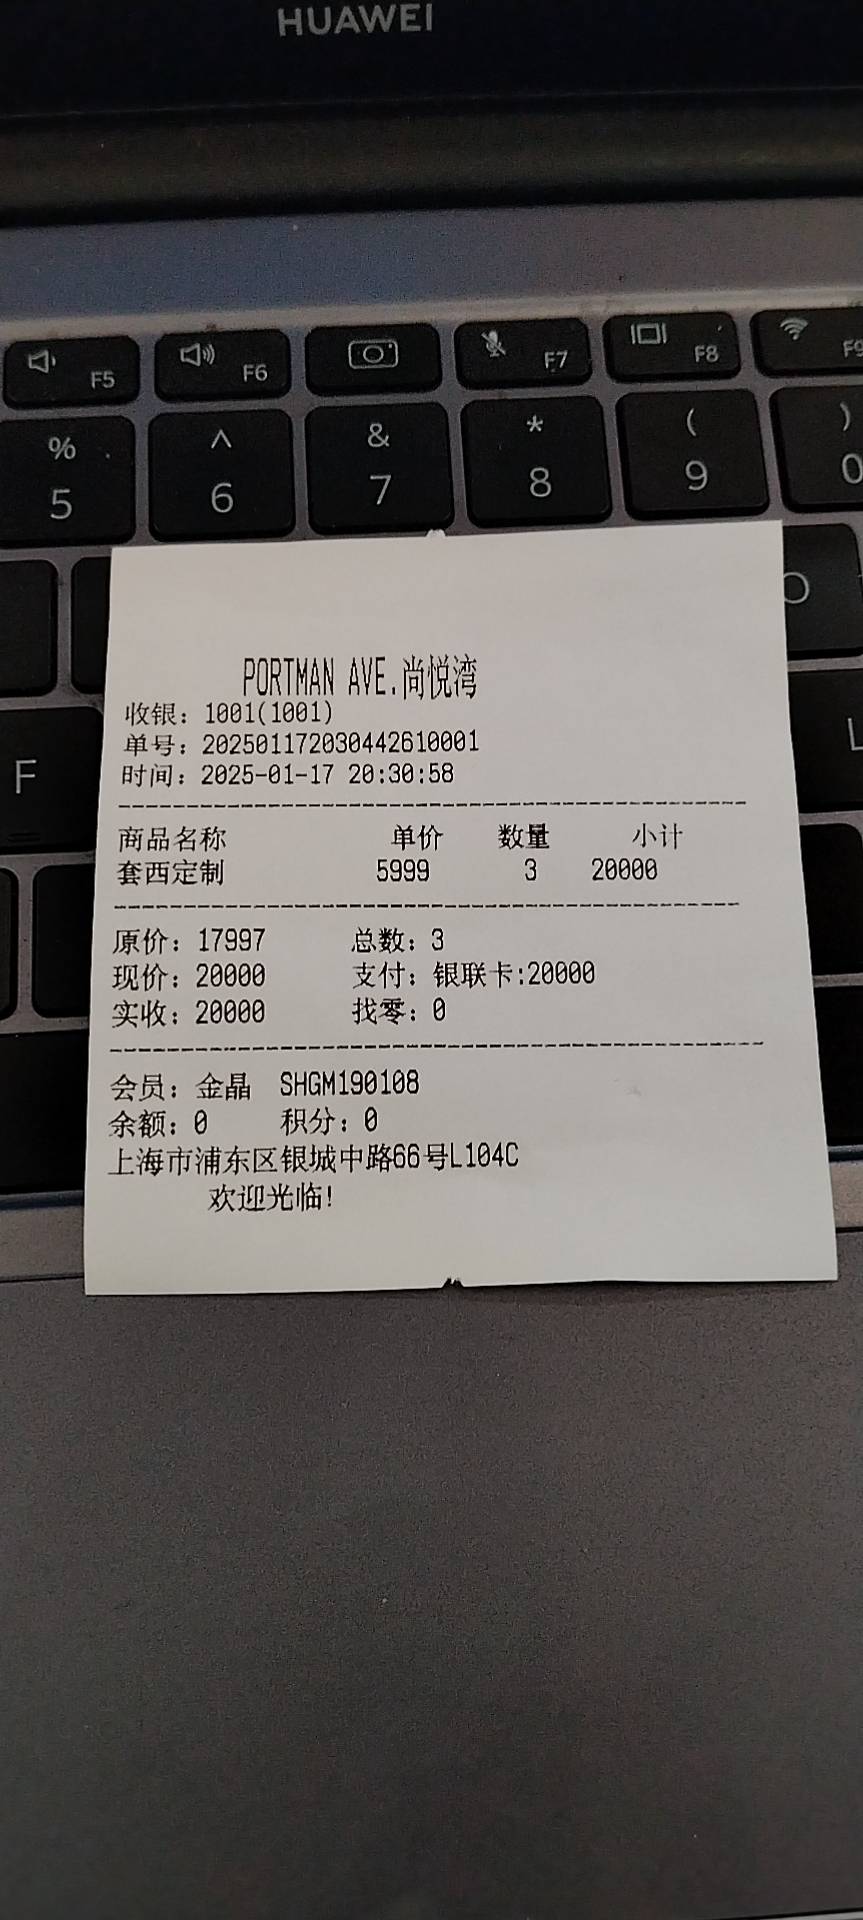 HUAWEI
F5 F6 F7 F8 F9
% ^ & * ( )
5 6 7 8 9 0
O
PORTMAN AVE.尚悦湾
收银：1001(1001)
单号：2025011720304426​10001
时间：2025-01-17 20:30:58
F
L
商品名称 单价 数量 小计
套西定制 5999 3 20000
原价：17997 总数：3
现价：20000 支付：银联卡:20000
实收：20000 找零：0
会员：金晶 SHGM190108
余额：0 积分：0
上海市浦东区银城中路66号L104C
欢迎光临!